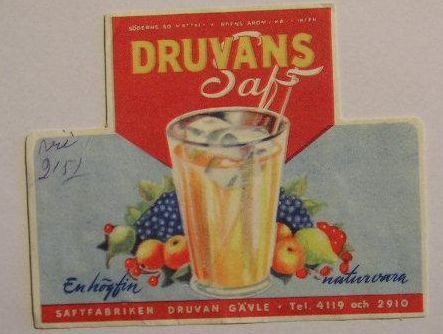 DRUVANS
Saft
En högfin naturvara
SAFTFABRIKEN DRUVAN GÄVLE • Tel. 4119 och 2910